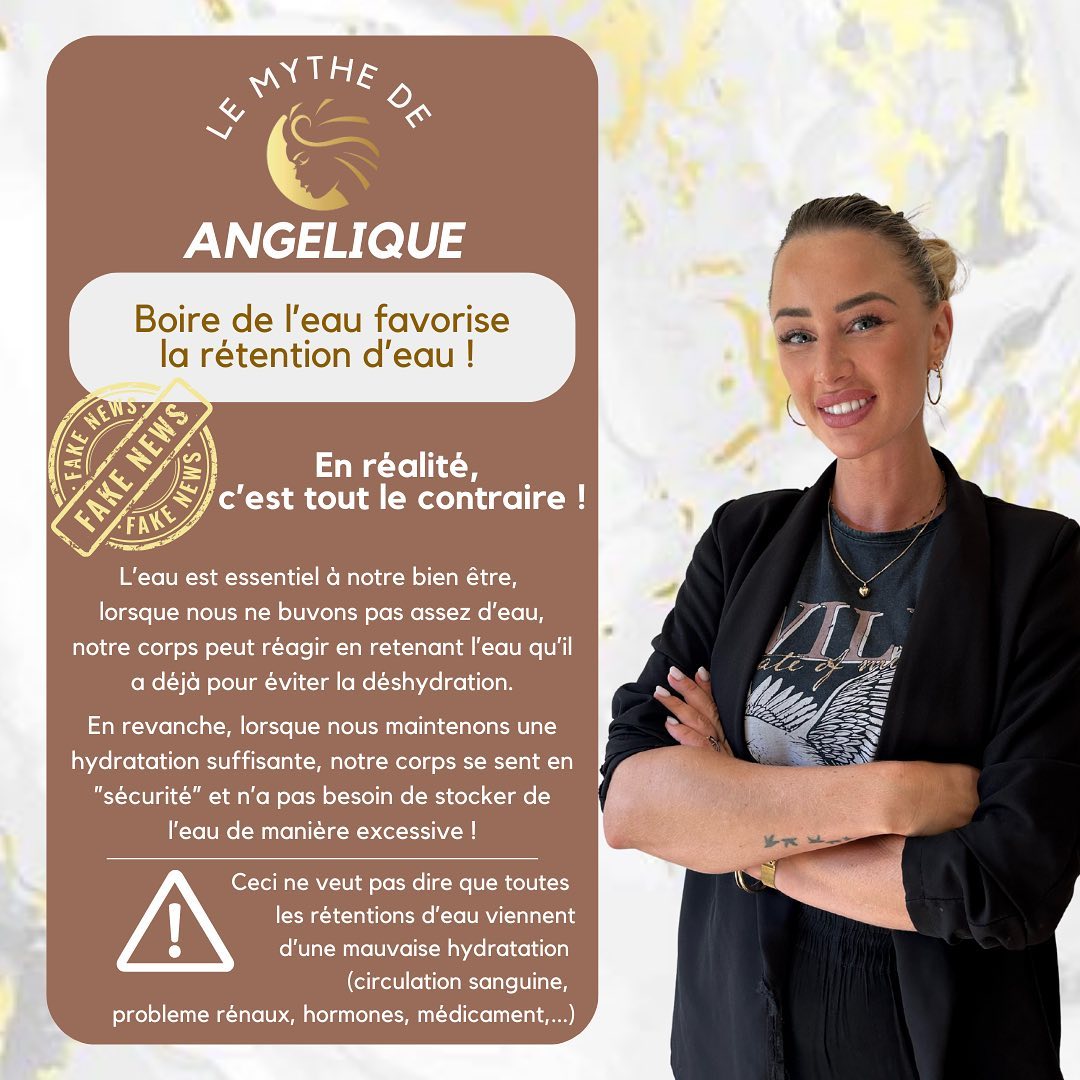 LE MYTHE DE
ANGELIQUE
Boire de l'eau favorise
la rétention d'eau !
FAKE NEWS
FAKE NEWS
FAKE NEWS
En réalité,
c'est tout le contraire !
L'eau est essentiel à notre bien être,
lorsque nous ne buvons pas assez d'eau,
notre corps peut réagir en retenant l'eau qu'il
a déjà pour éviter la déshydration.
En revanche, lorsque nous maintenons une
hydratation suffisante, notre corps se sent en
"sécurité" et n'a pas besoin de stocker de
l'eau de manière excessive !
Ceci ne veut pas dire que toutes
les rétentions d'eau viennent
d'une mauvaise hydratation
(circulation sanguine,
probleme rénaux, hormones, médicament,...)